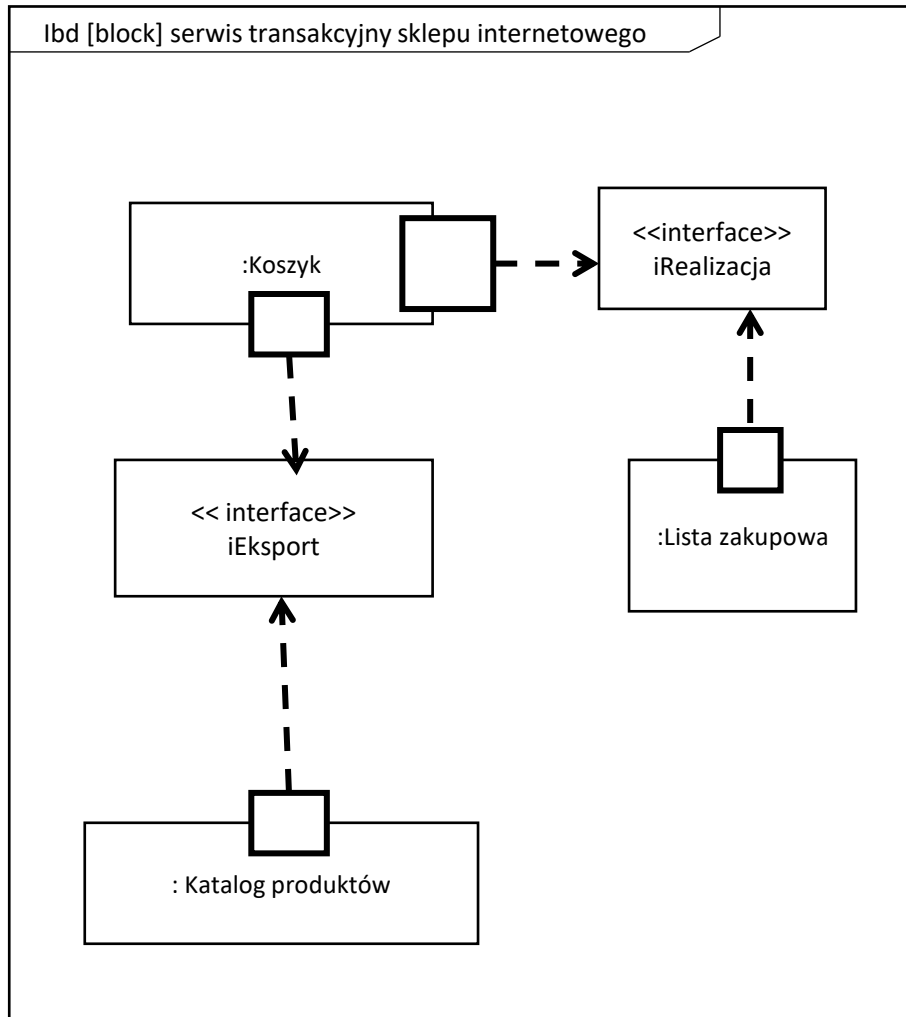 Ibd [block] serwis transakcyjny sklepu internetowego
:Koszyk
<<interface>>
iRealizacja
<< interface>>
iEksport
:Lista zakupowa
: Katalog produktów